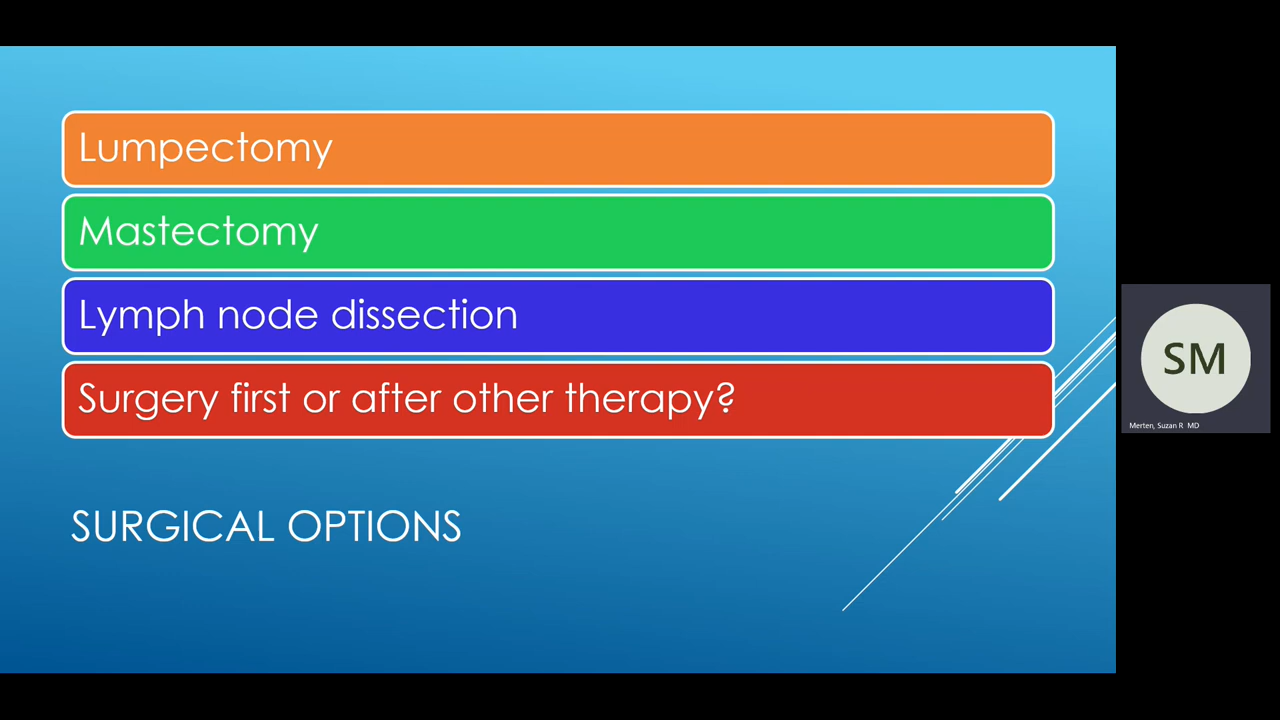 Lumpectomy
Mastectomy
Lymph node dissection
Surgery first or after other therapy?
SURGICAL OPTIONS
SM
Merten, Suzan R MD